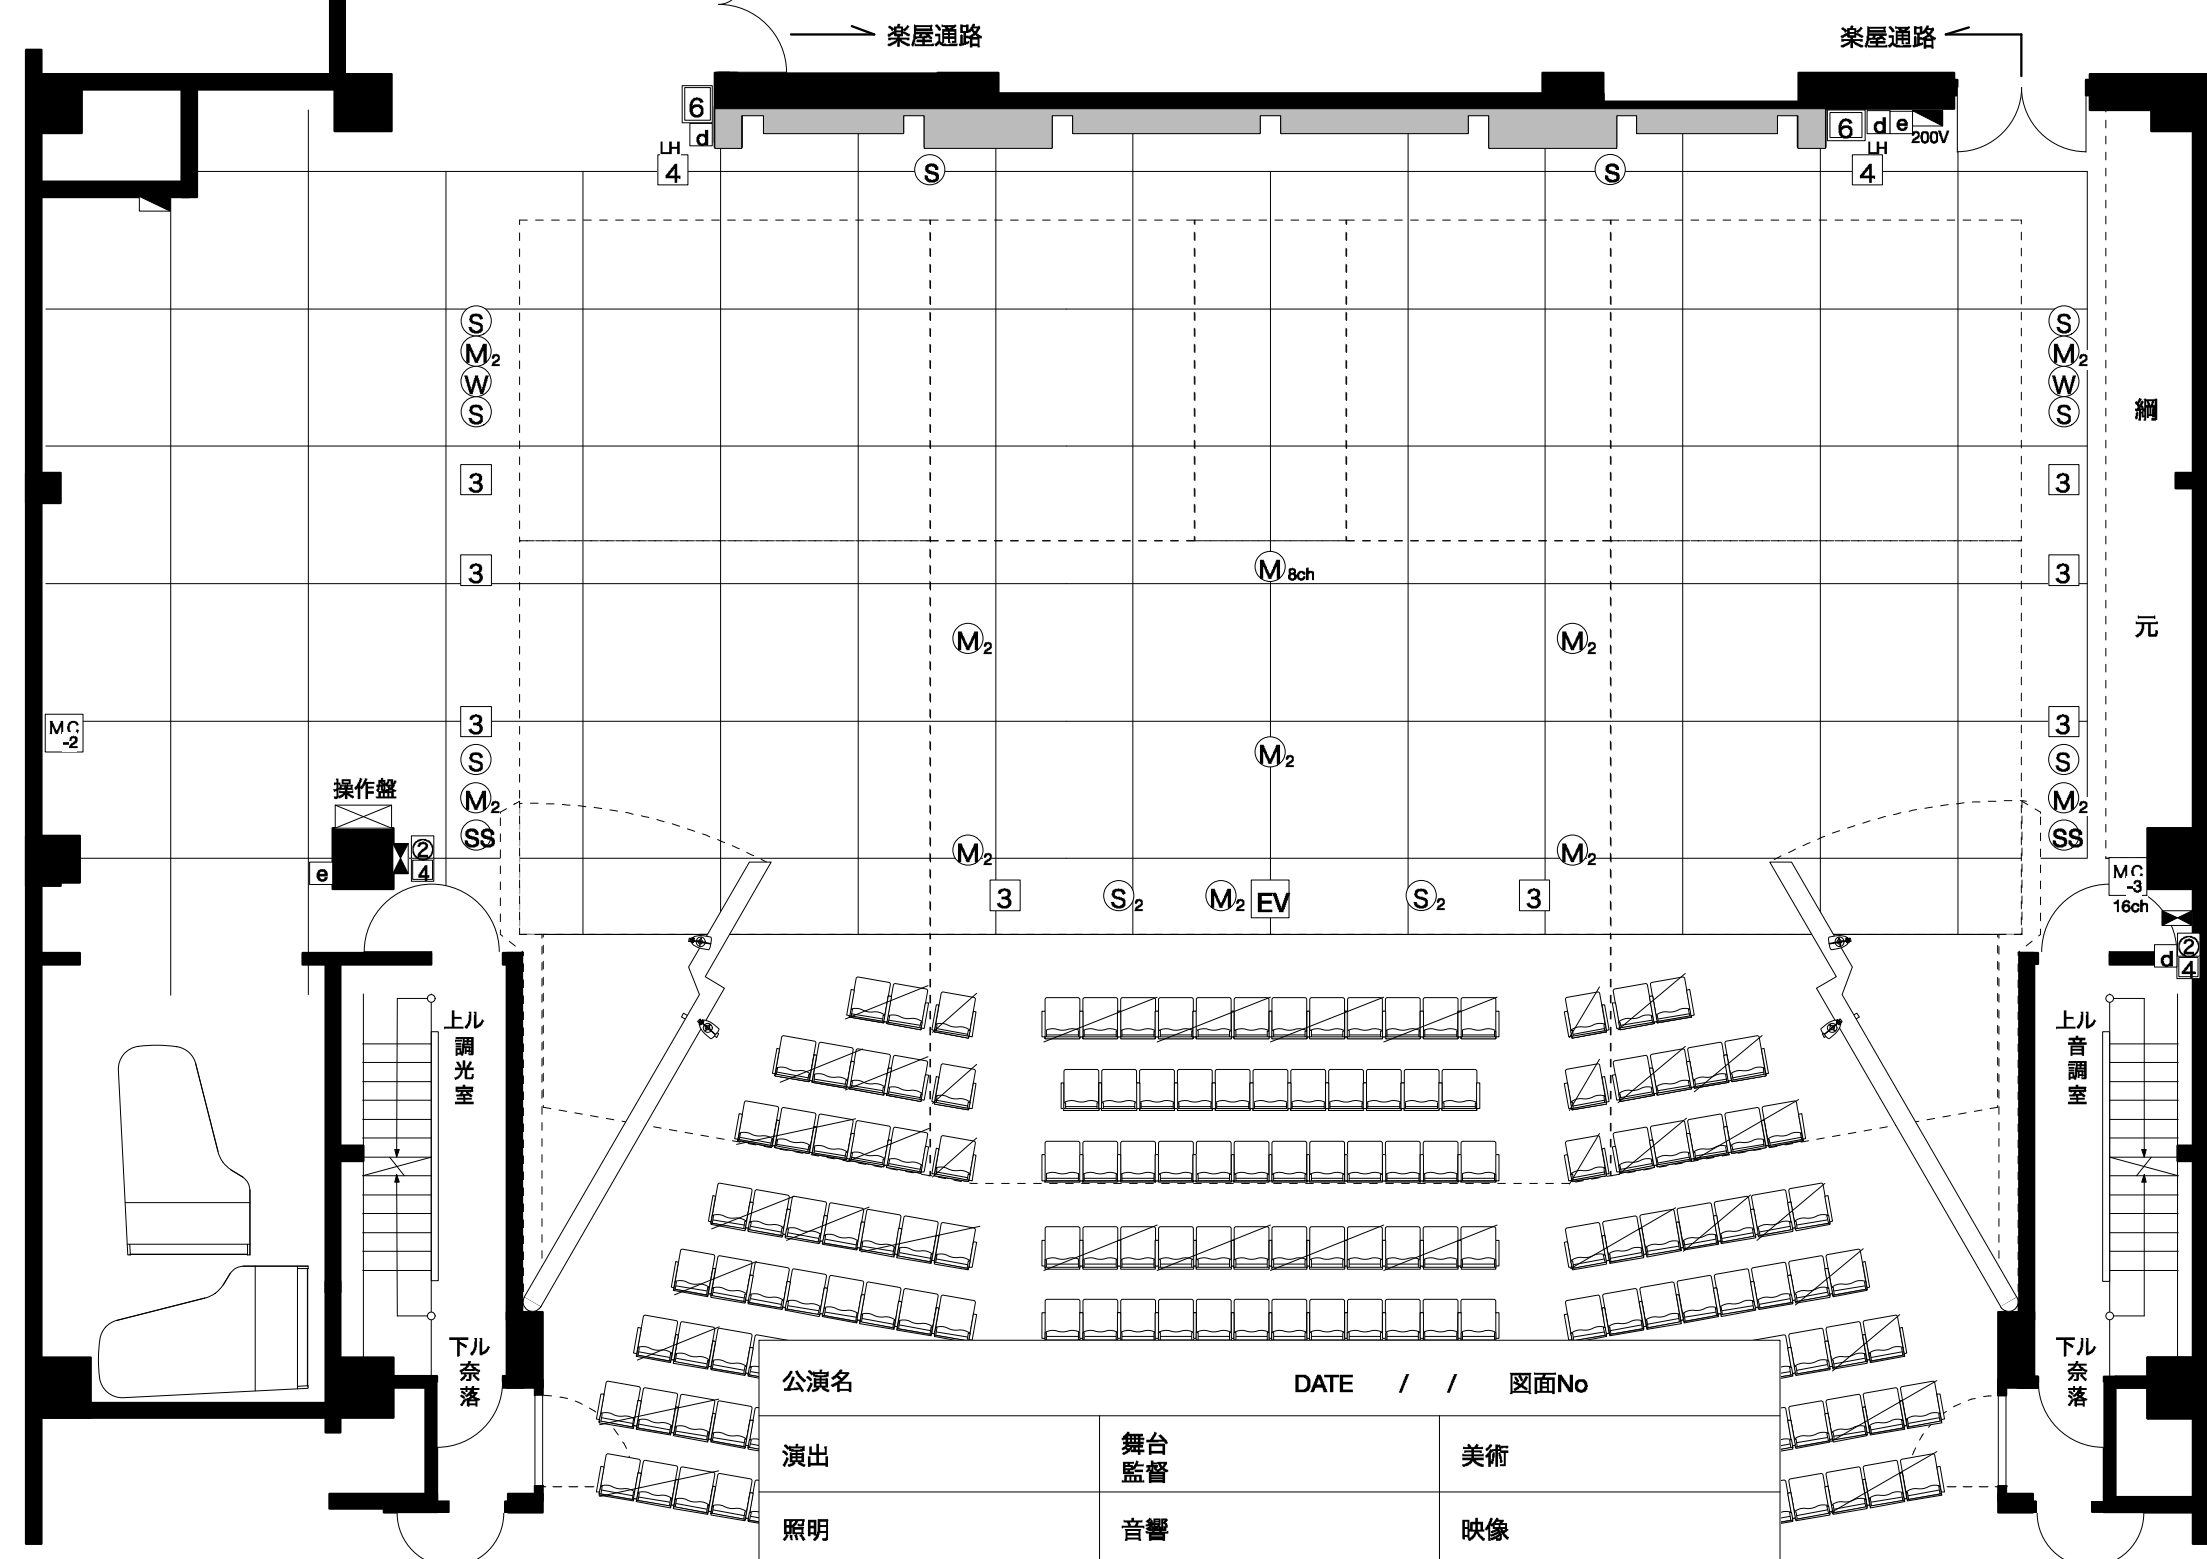 楽屋通路
楽屋通路
6
d
LH
4
S
S
6
d e
200V
LH
4
S
M2
W
S
3
3
3
S
M2
SS
S
M2
W
S
3
3
3
S
M2
SS
綱元
M 8ch
M2
M2
M2
M2
M2
3
S2
M2
EV
S2
3
MC
-2
操作盤
e
②
4
MC
-3
16ch
d
②
4
上ル調光室
下ル奈落
上ル音調室
下ル奈落
公演名 DATE / / 図面No
演出
舞台
監督
美術
照明 音響 映像